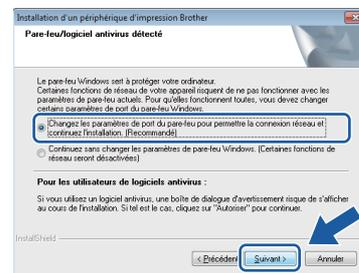 Installation d'un périphérique d'impression Brother
Pare-feu/logiciel antivirus détecté
Le pare-feu Windows sert à protéger votre ordinateur.
Certaines fonctions de réseau de votre appareil risquent de ne pas fonctionner avec les
paramètres de pare-feu actuels. Pour qu'elles fonctionnent toutes, vous devez changer
certains paramètres de port du pare-feu Windows.
Changez les paramètres de port du pare-feu pour permettre la connexion réseau et
continuez l'installation. (Recommandé)
Continuez sans changer les paramètres de pare-feu Windows. (Certaines fonctions de
réseau seront désactivées)
Pour les utilisateurs de logiciels antivirus :
Si vous utilisez un logiciel antivirus, une boîte de dialogue d'avertissement risque de s'afficher
au cours de l'installation. Si tel est le cas, cliquez sur "Autoriser" pour continuer.
InstallShield
< Précédent Suivant > Annuler